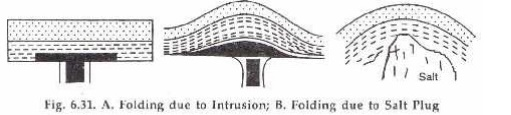 Salt
Fig. 6.31. A. Folding due to Intrusion; B. Folding due to Salt Plug